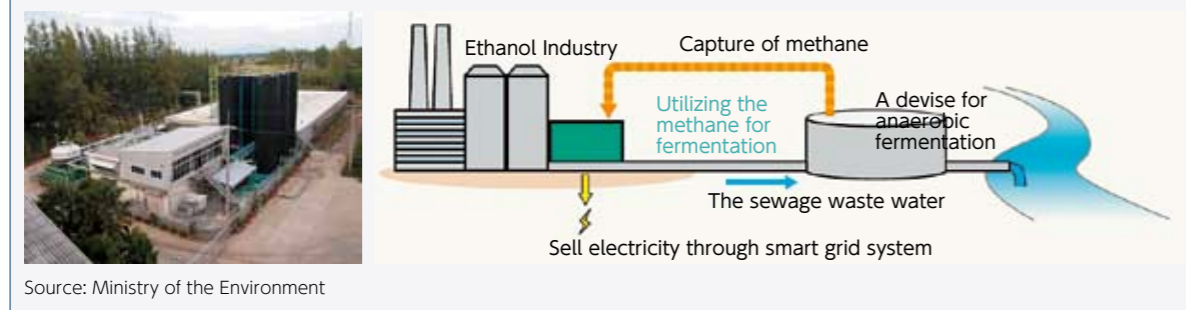 Ethanol Industry
Capture of methane
Utilizing the
methane for
fermentation
A devise for
anaerobic
fermentation
The sewage waste water
Sell electricity through smart grid system
Source: Ministry of the Environment